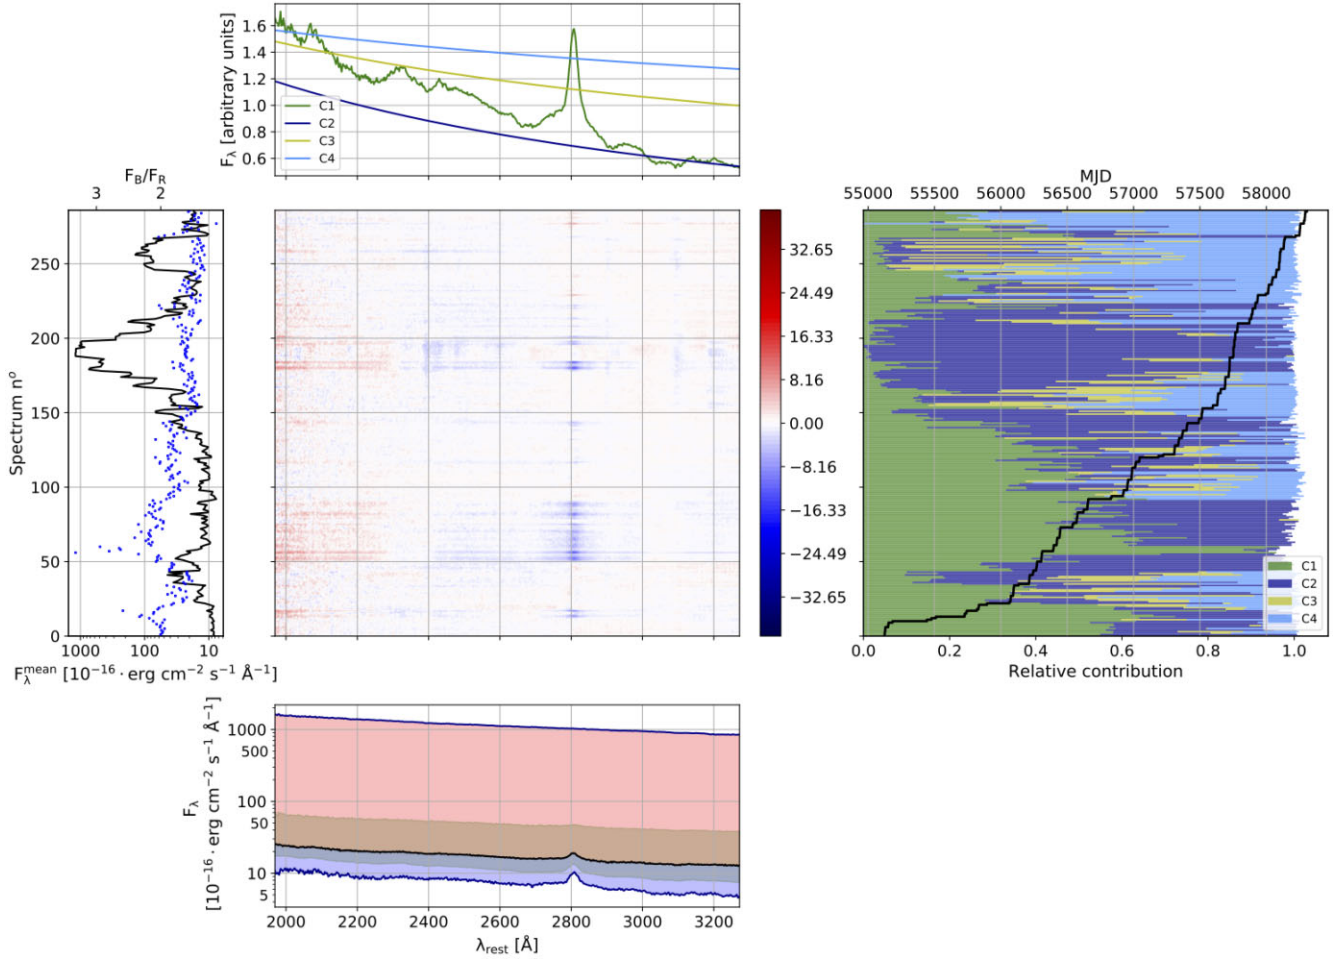 F_λ [arbitrary units]
1.6
1.4
1.2
1.0
0.8
0.6
C1
C2
C3
C4
F_B/F_R
3 2
Spectrum n^o
250
200
150
100
50
0
1000 100 10
F_λ^mean [10^−16 · erg cm^−2 s^−1 Å^−1]
32.65
24.49
16.33
8.16
0.00
−8.16
−16.33
−24.49
−32.65
MJD
55000 55500 56000 56500 57000 57500 58000
C1
C2
C3
C4
0.0 0.2 0.4 0.6 0.8 1.0
Relative contribution
F_λ
[10^−16 · erg cm^−2 s^−1 Å^−1]
1000
500
100
50
10
5
2000 2200 2400 2600 2800 3000 3200
λ_rest [Å]